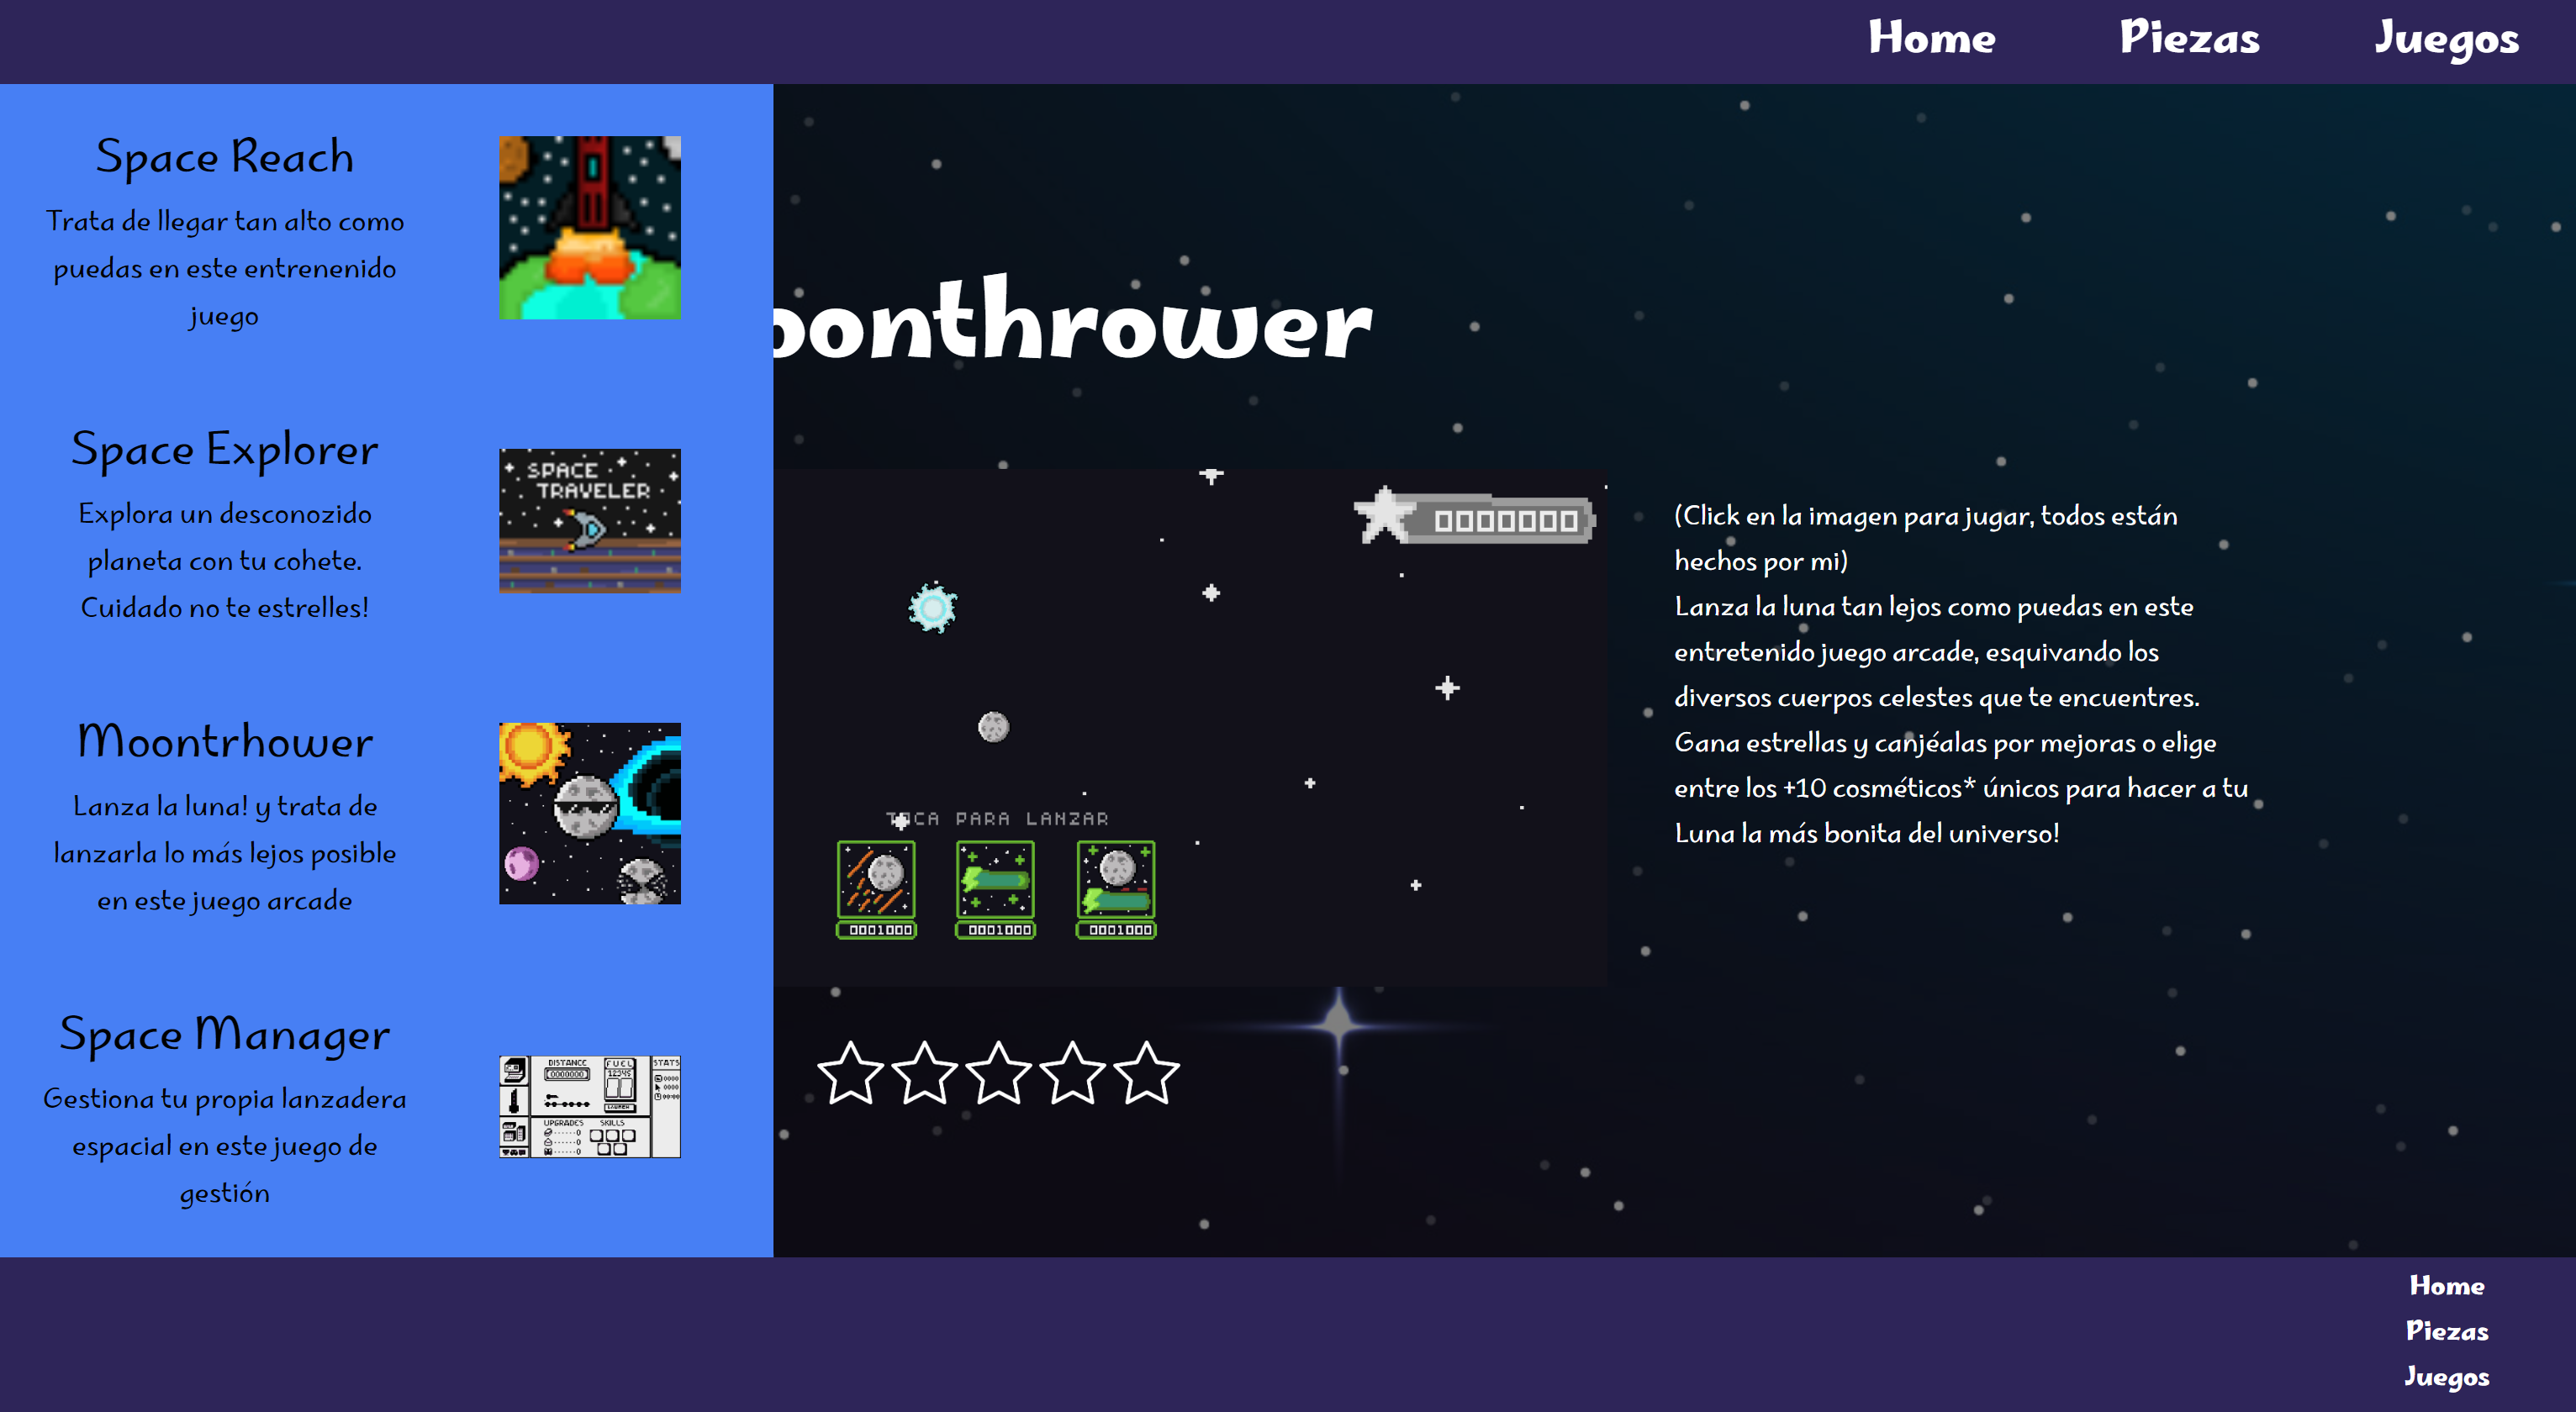 Home Piezas Juegos
Space Reach
Trata de llegar tan alto como
puedas en este entrenenido
juego
Space Explorer
Explora un desconozido
planeta con tu cohete.
Cuidado no te estrelles!
Moontrhower
Lanza la luna! y trata de
lanzarla lo más lejos posible
en este juego arcade
Space Manager
Gestiona tu propia lanzadera
espacial en este juego de
gestión
SPACE
TRAVELER
DISTANCE
0000000
FUEL
12345
LAUNCH
STATS
UPGRADES SKILLS
oonthrower
0000000
TOCA PARA LANZAR
0001000 0001000 0001000
(Click en la imagen para jugar, todos están
hechos por mi)
Lanza la luna tan lejos como puedas en este
entretenido juego arcade, esquivando los
diversos cuerpos celestes que te encuentres.
Gana estrellas y canjéalas por mejoras o elige
entre los +10 cosméticos* únicos para hacer a tu
Luna la más bonita del universo!
Home
Piezas
Juegos